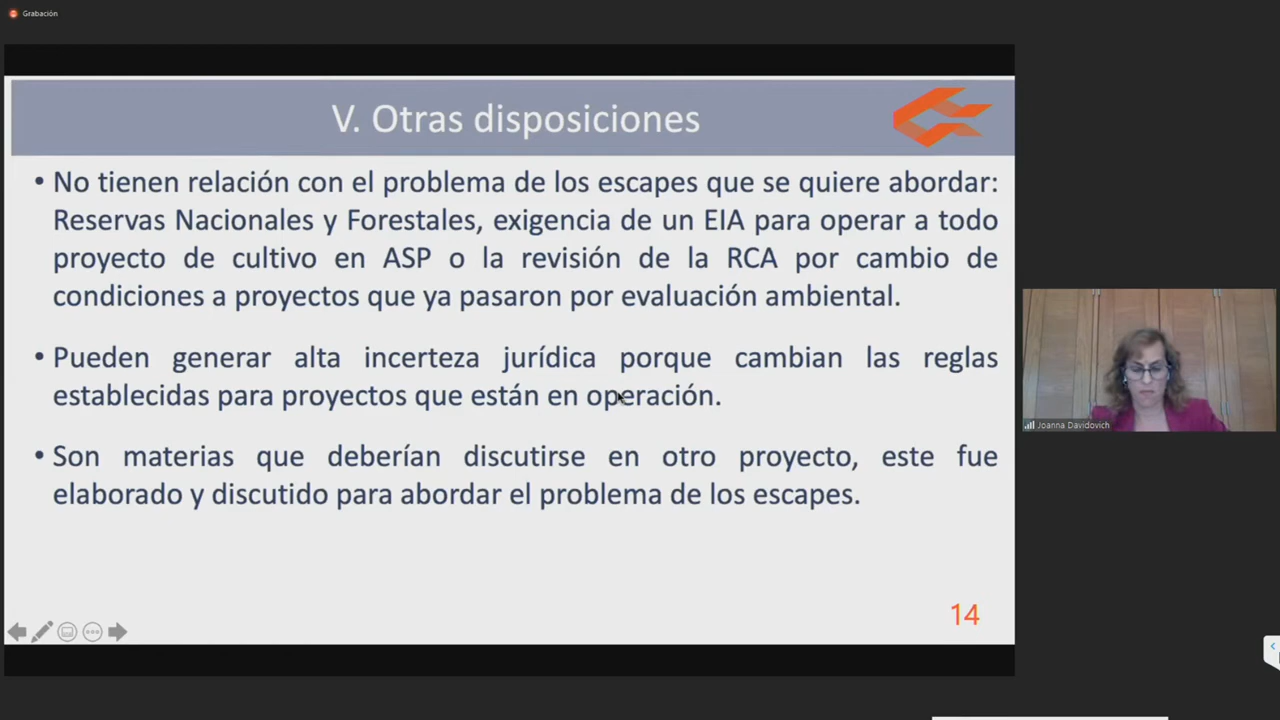 Grabación
V. Otras disposiciones
• No tienen relación con el problema de los escapes que se quiere abordar:
Reservas Nacionales y Forestales, exigencia de un EIA para operar a todo
proyecto de cultivo en ASP o la revisión de la RCA por cambio de
condiciones a proyectos que ya pasaron por evaluación ambiental.
• Pueden generar alta incerteza jurídica porque cambian las reglas
establecidas para proyectos que están en operación.
• Son materias que deberían discutirse en otro proyecto, este fue
elaborado y discutido para abordar el problema de los escapes.
14
Joanna Davidovich